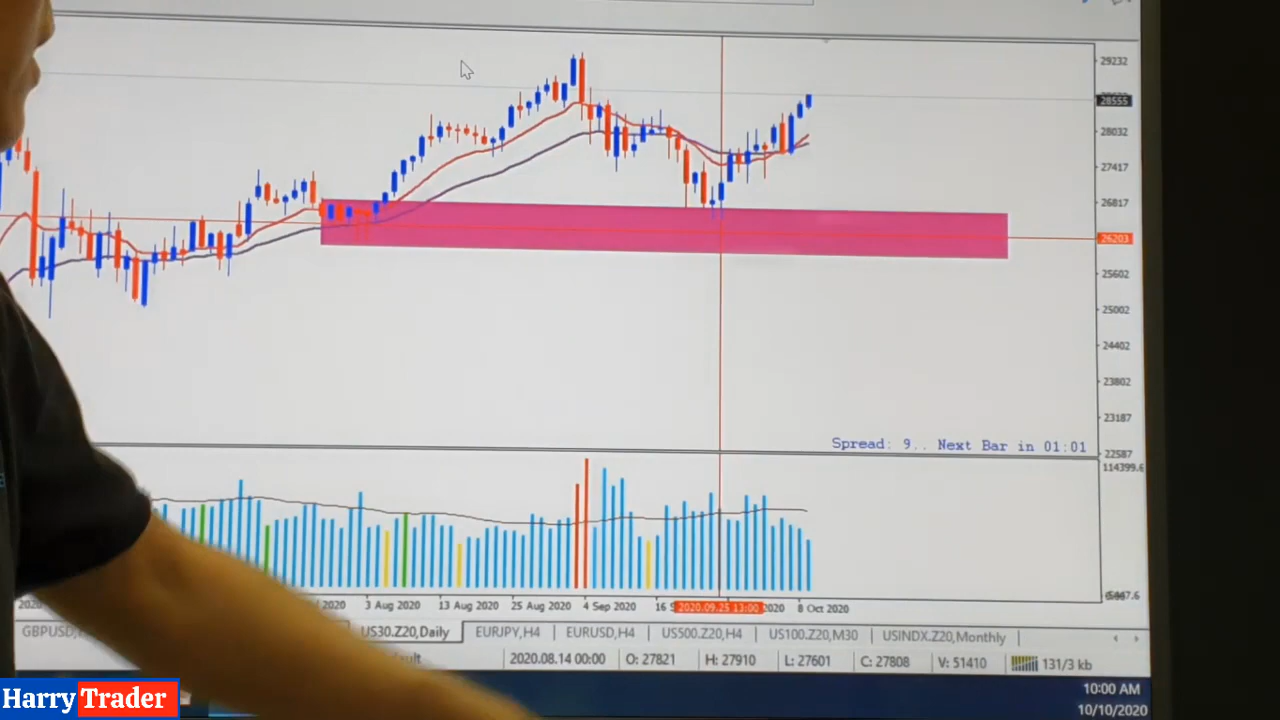 29232
28555
28032
27417
26817
26203
25602
25002
24402
23802
23187
Spread: 9.. Next Bar in 01:01
22587
114399.6
3 Aug 2020 13 Aug 2020 25 Aug 2020 4 Sep 2020 2020.09.25 13:00 2020 8 Oct 2020
US30.Z20,Daily EURJPY,H4 EURUSD,H4 US500.Z20,H4 US100.Z20,M30 USINDX.Z20,Monthly
2020.08.14 00:00 O: 27821 H: 27910 L: 27601 C: 27808 V: 51410 131/3 kb
10:00 AM
10/10/2020
Harry Trader